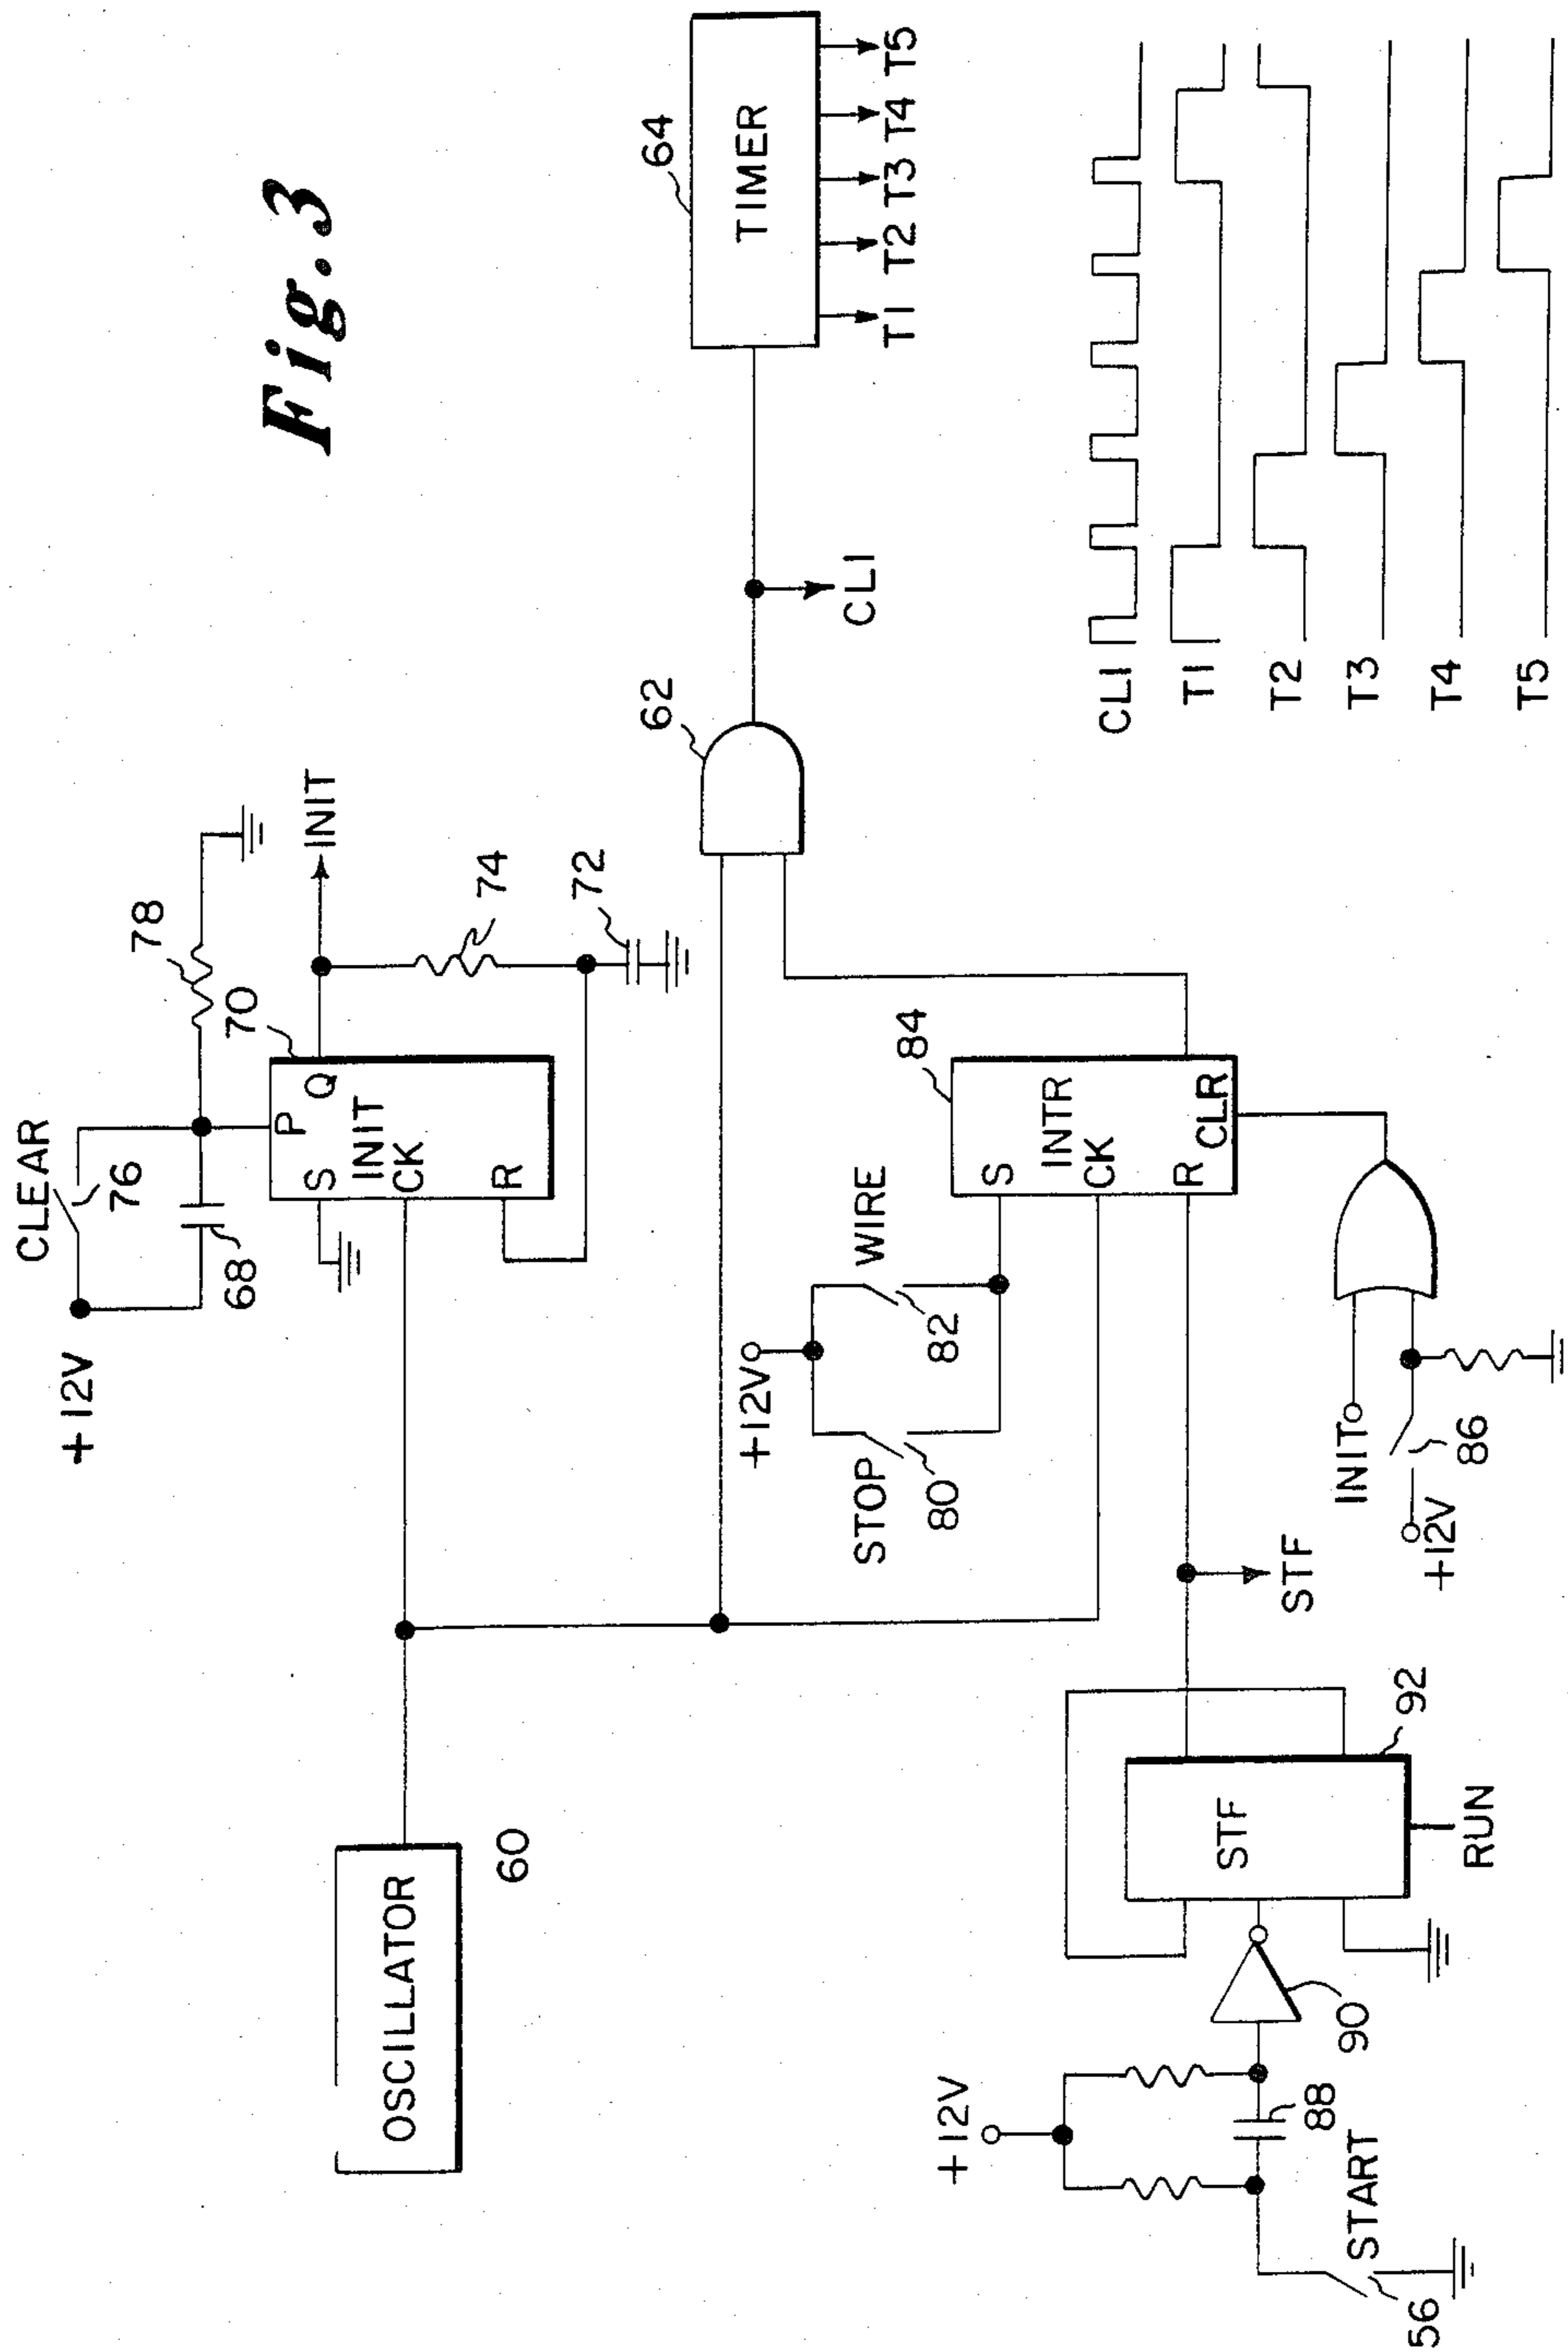 Fig. 3
+12V
CLEAR
76
68
78
70
P
S
Q
INIT
CK
R
INIT
74
72
OSCILLATOR
60
62
CL1
64
TIMER
T1 T2 T3 T4 T5
+12V
STOP
80
WIRE
82
84
S
INTR
CK
R
CLR
STF
INIT
+12V
86
+12V
START
56
88
90
STF
92
RUN
CL1
T1
T2
T3
T4
T5